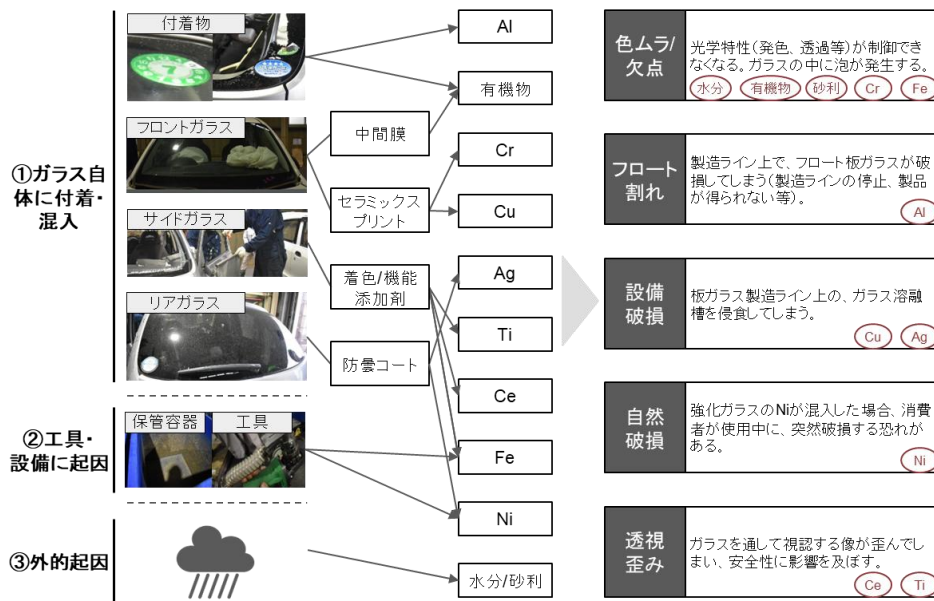 ①ガラス自
体に付着・
混入
②工具・
設備に起因
③外的起因
付着物
フロントガラス
サイドガラス
リアガラス
保管容器
工具
中間膜
セラミックス
プリント
着色/機能
添加剤
防曇コート
Al
有機物
Cr
Cu
Ag
Ti
Ce
Fe
Ni
水分/砂利
色ムラ/
欠点
光学特性(発色、透過等)が制御でき
なくなる。ガラスの中に泡が発生する。
水分 有機物 砂利 Cr Fe
フロート
割れ
製造ライン上で、フロート板ガラスが破
損してしまう(製造ラインの停止、製品
が得られない等)。
Al
設備
破損
板ガラス製造ライン上の、ガラス溶融
槽を侵食してしまう。
Cu Ag
自然
破損
強化ガラスのNiが混入した場合、消費
者が使用中に、突然破損する恐れが
ある。
Ni
透視
歪み
ガラスを通して視認する像が歪んでし
まい、安全性に影響を及ぼす。
Ce Ti